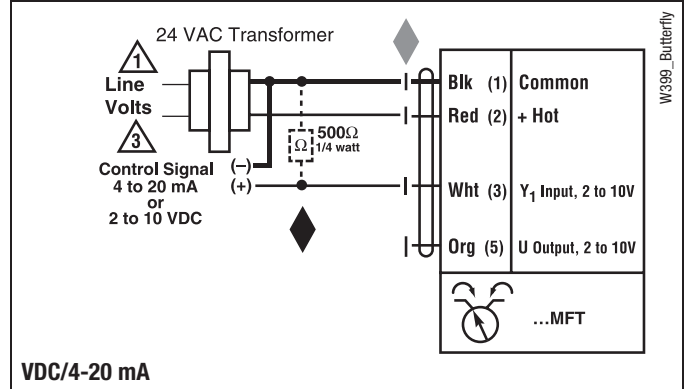 24 VAC Transformer
1
Line
Volts
3
Control Signal
4 to 20 mA
or
2 to 10 VDC
(–)
(+)
Ω
500Ω
1/4 watt
Blk (1) Common
Red (2) + Hot
Wht (3) Y1 Input, 2 to 10V
Org (5) U Output, 2 to 10V
...MFT
VDC/4-20 mA
W399_Butterfly